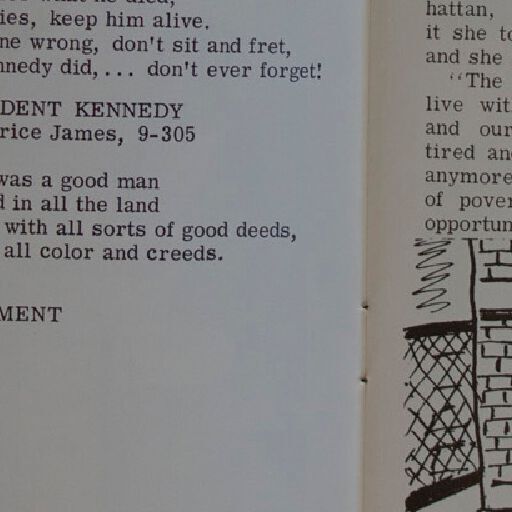 ies, keep him alive.
ne wrong, don't sit and fret,
nnedy did,... don't ever forget!
DENT KENNEDY
rice James, 9-305
was a good man
d in all the land
with all sorts of good deeds,
all color and creeds.
MENT
hattan,
it she to
and she
"The
live wit
and our
tired an
anymore
of pover
opportun